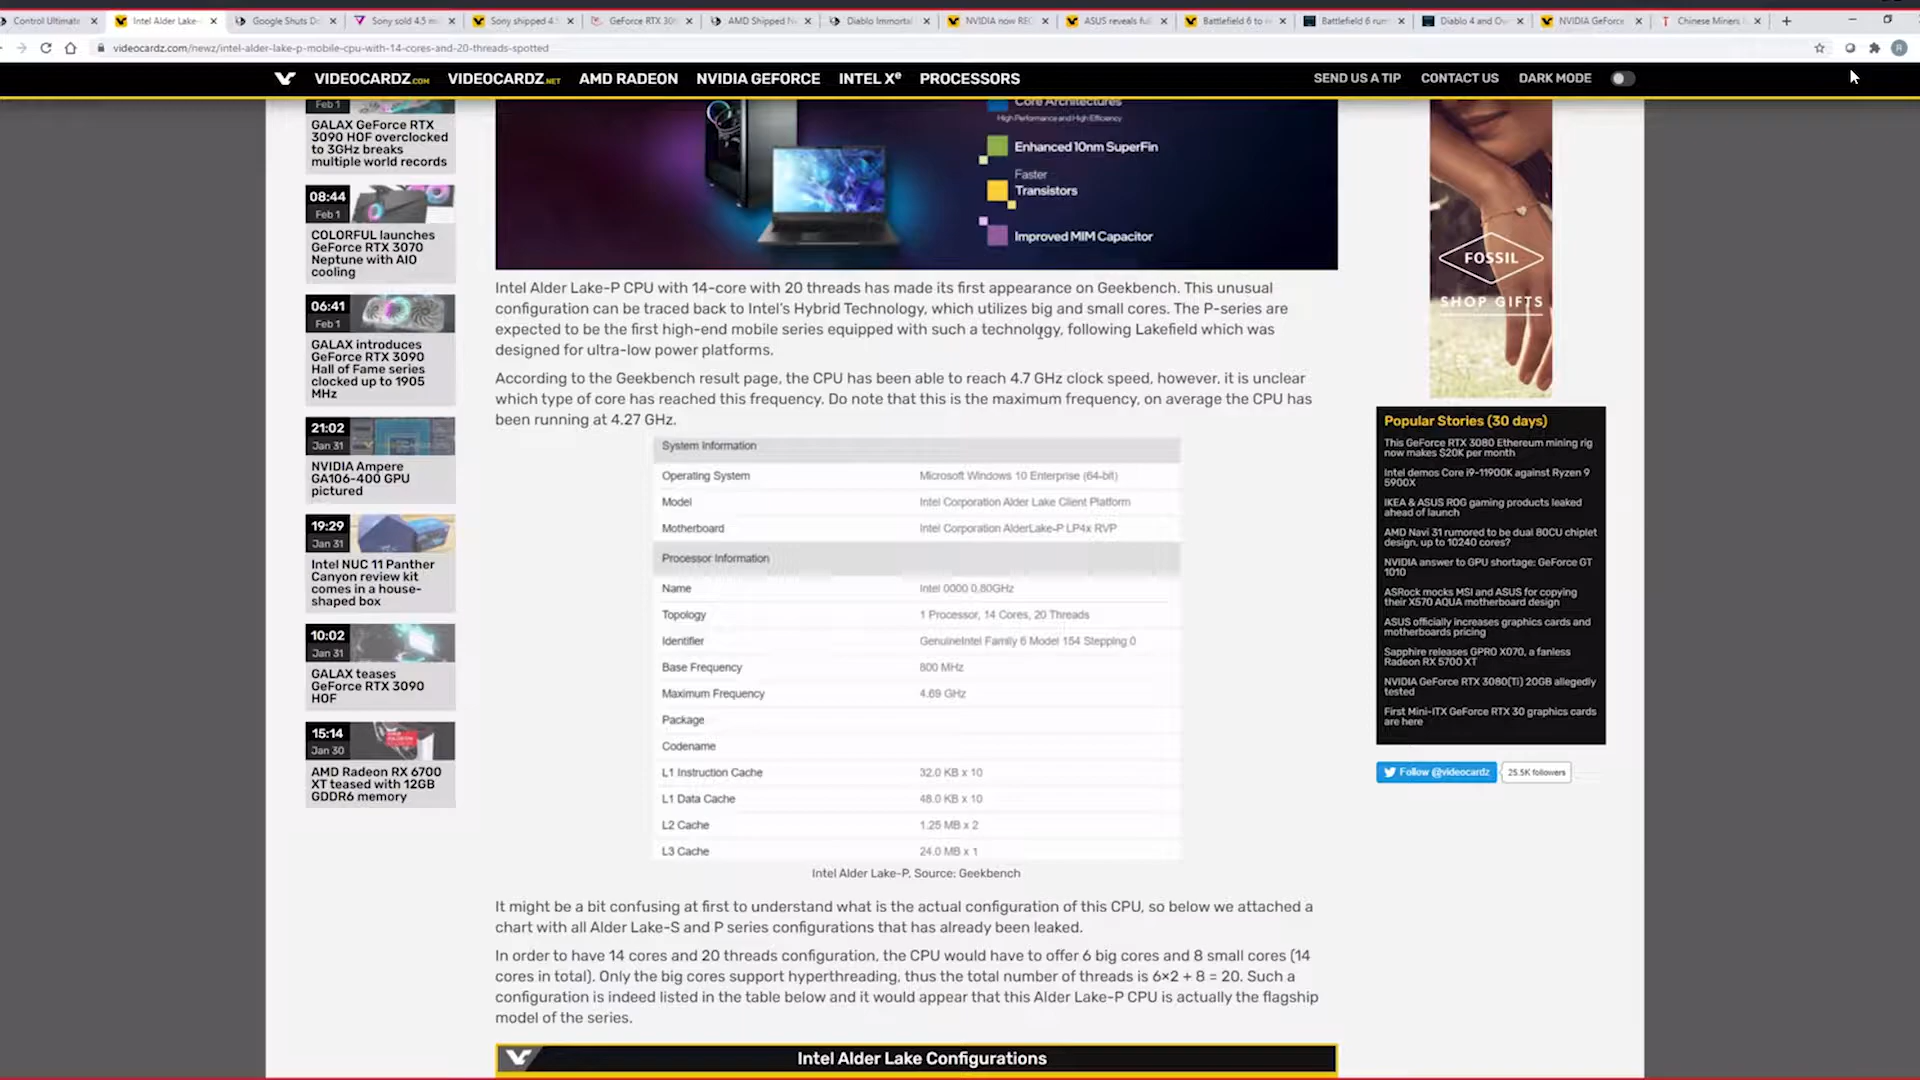 Control Ultimate
Intel Alder Lake-
Google Shuts Do
Sony sold 4.5 mi
Sony shipped 4.5
GeForce RTX 30
AMD Shipped N
Diablo Immortal
NVIDIA now REC
ASUS reveals ful
Battlefield 6 to re
Battlefield 6 rum
Diablo 4 and Ov
NVIDIA GeForce
Chinese Miners
videocardz.com/newz/intel-alder-lake-p-mobile-cpu-with-14-cores-and-20-threads-spotted
VIDEOCARDZ.COM VIDEOCARDZ.NET AMD RADEON NVIDIA GEFORCE INTEL Xe PROCESSORS
SEND US A TIP CONTACT US DARK MODE
Feb 1
GALAX GeForce RTX
3090 HOF overclocked
to 3GHz breaks
multiple world records
08:44
Feb 1
COLORFUL launches
GeForce RTX 3070
Neptune with AIO
cooling
06:41
Feb 1
GALAX introduces
GeForce RTX 3090
Hall of Fame series
clocked up to 1905
MHz
21:02
Jan 31
NVIDIA Ampere
GA106-400 GPU
pictured
19:29
Jan 31
Intel NUC 11 Panther
Canyon review kit
comes in a house-
shaped box
10:02
Jan 31
GALAX teases
GeForce RTX 3090
HOF
15:14
Jan 30
AMD Radeon RX 6700
XT teased with 12GB
GDDR6 memory
Core Architectures
High Performance and High Efficiency
Enhanced 10nm SuperFin
Faster
Transistors
Improved MIM Capacitor
Intel Alder Lake-P CPU with 14-core with 20 threads has made its first appearance on Geekbench. This unusual
configuration can be traced back to Intel's Hybrid Technology, which utilizes big and small cores. The P-series are
expected to be the first high-end mobile series equipped with such a technology, following Lakefield which was
designed for ultra-low power platforms.
According to the Geekbench result page, the CPU has been able to reach 4.7 GHz clock speed, however, it is unclear
which type of core has reached this frequency. Do note that this is the maximum frequency, on average the CPU has
been running at 4.27 GHz.
System Information
Operating System Microsoft Windows 10 Enterprise (64-bit)
Model Intel Corporation Alder Lake Client Platform
Motherboard Intel Corporation AlderLake-P LP4x RVP
Processor Information
Name Intel 0000 0.80GHz
Topology 1 Processor, 14 Cores, 20 Threads
Identifier GenuineIntel Family 6 Model 154 Stepping 0
Base Frequency 800 MHz
Maximum Frequency 4.69 GHz
Package
Codename
L1 Instruction Cache 32.0 KB x 10
L1 Data Cache 48.0 KB x 10
L2 Cache 1.25 MB x 2
L3 Cache 24.0 MB x 1
Intel Alder Lake-P, Source: Geekbench
It might be a bit confusing at first to understand what is the actual configuration of this CPU, so below we attached a
chart with all Alder Lake-S and P series configurations that has already been leaked.
In order to have 14 cores and 20 threads configuration, the CPU would have to offer 6 big cores and 8 small cores (14
cores in total). Only the big cores support hyperthreading, thus the total number of threads is 6×2 + 8 = 20. Such a
configuration is indeed listed in the table below and it would appear that this Alder Lake-P CPU is actually the flagship
model of the series.
Intel Alder Lake Configurations
FOSSIL
SHOP GIFTS
Popular Stories (30 days)
This GeForce RTX 3080 Ethereum mining rig
now makes $20K per month
Intel demos Core i9-11900K against Ryzen 9
5900X
IKEA & ASUS ROG gaming products leaked
ahead of launch
AMD Navi 31 rumored to be dual 80CU chiplet
design, up to 10240 cores?
NVIDIA answer to GPU shortage: GeForce GT
1010
ASRock mocks MSI and ASUS for copying
their X570 AQUA motherboard design
ASUS officially increases graphics cards and
motherboards pricing
Sapphire releases GPRO X070, a fanless
Radeon RX 5700 XT
NVIDIA GeForce RTX 3080(Ti) 20GB allegedly
tested
First Mini-ITX GeForce RTX 30 graphics cards
are here
Follow @videocardz 25.5K followers